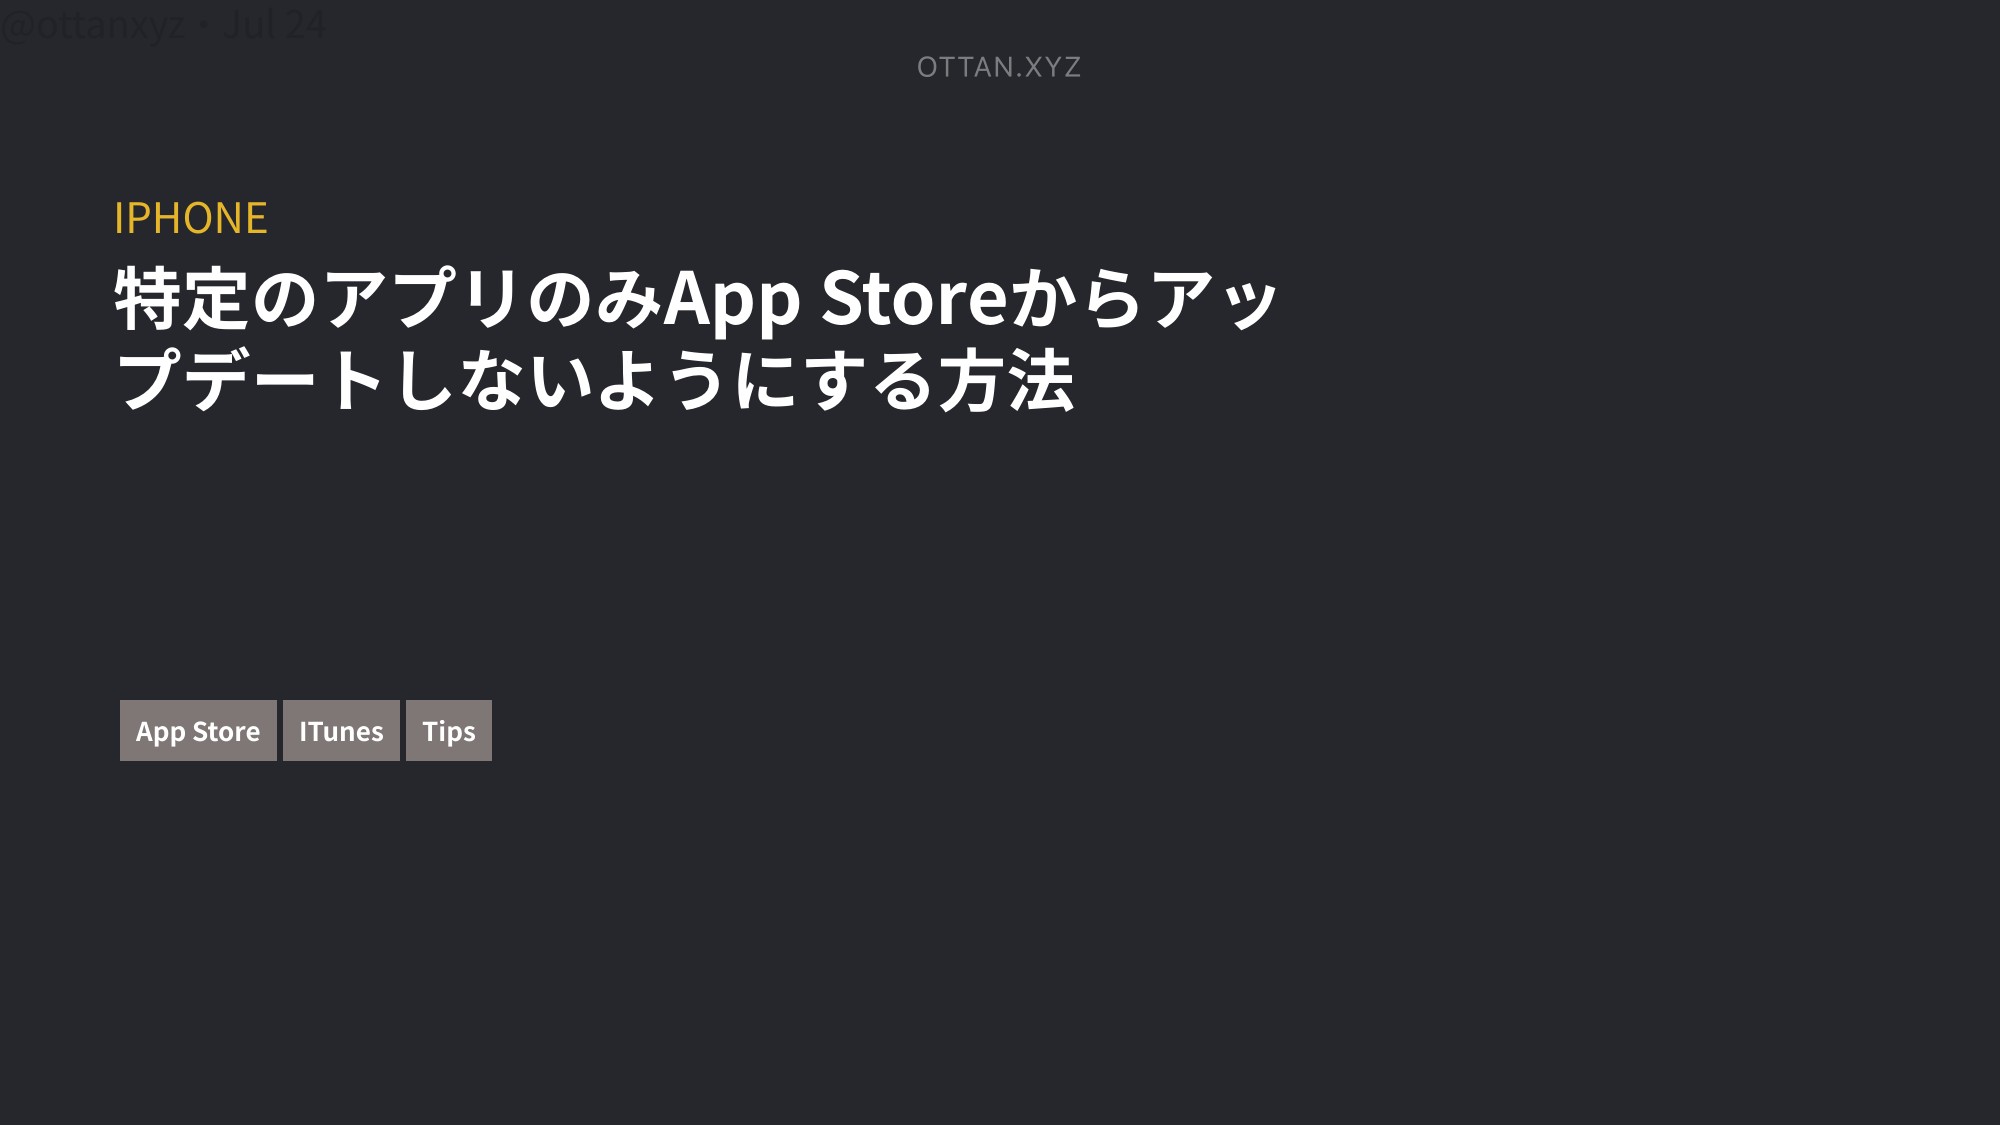 @ottanxyz・Jul 24
OTTAN.XYZ
IPHONE
特定のアプリのみApp Storeからアッ
プデートしないようにする方法
App Store
ITunes
Tips